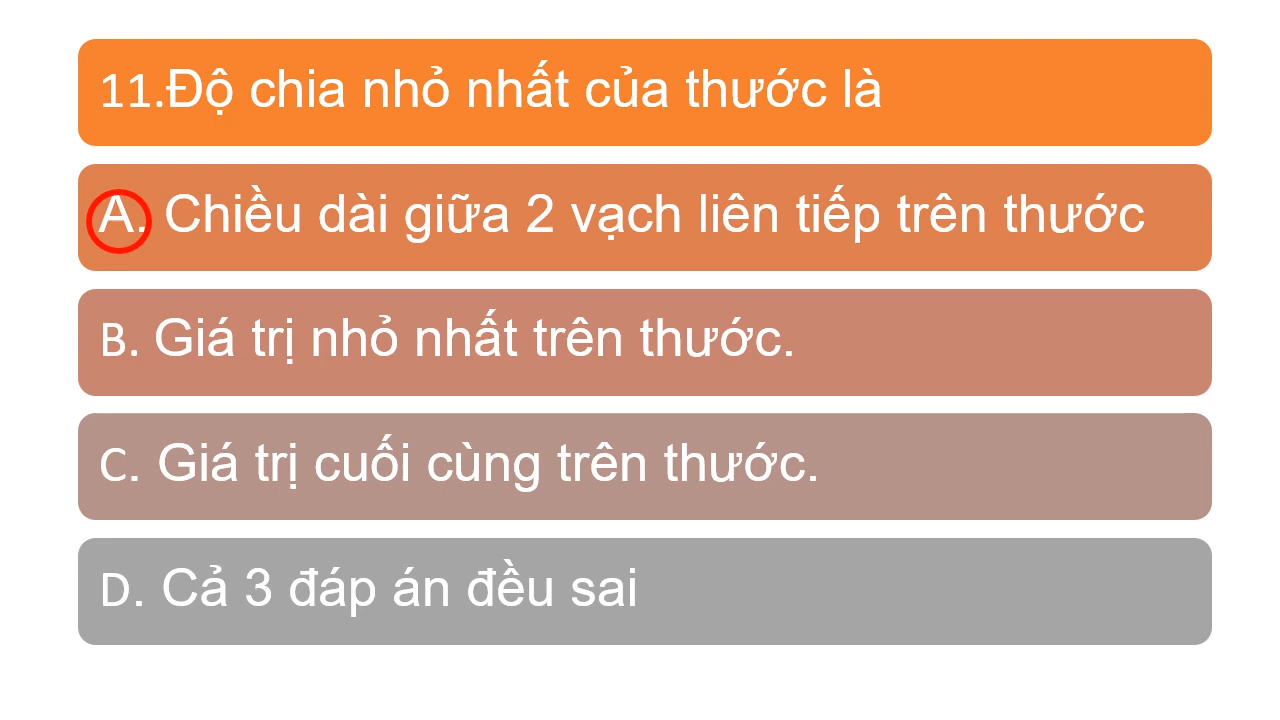 11.Độ chia nhỏ nhất của thước là
A. Chiều dài giữa 2 vạch liên tiếp trên thước
B. Giá trị nhỏ nhất trên thước.
C. Giá trị cuối cùng trên thước.
D. Cả 3 đáp án đều sai